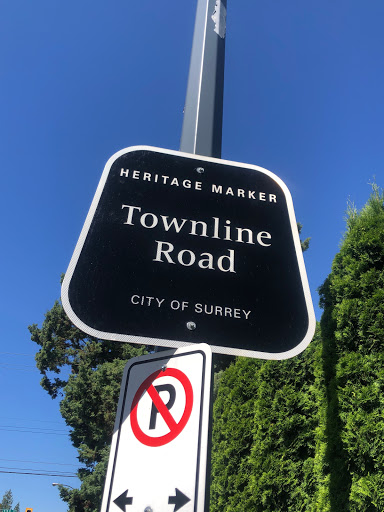 HERITAGE MARKER
Townline
Road
CITY OF SURREY
P